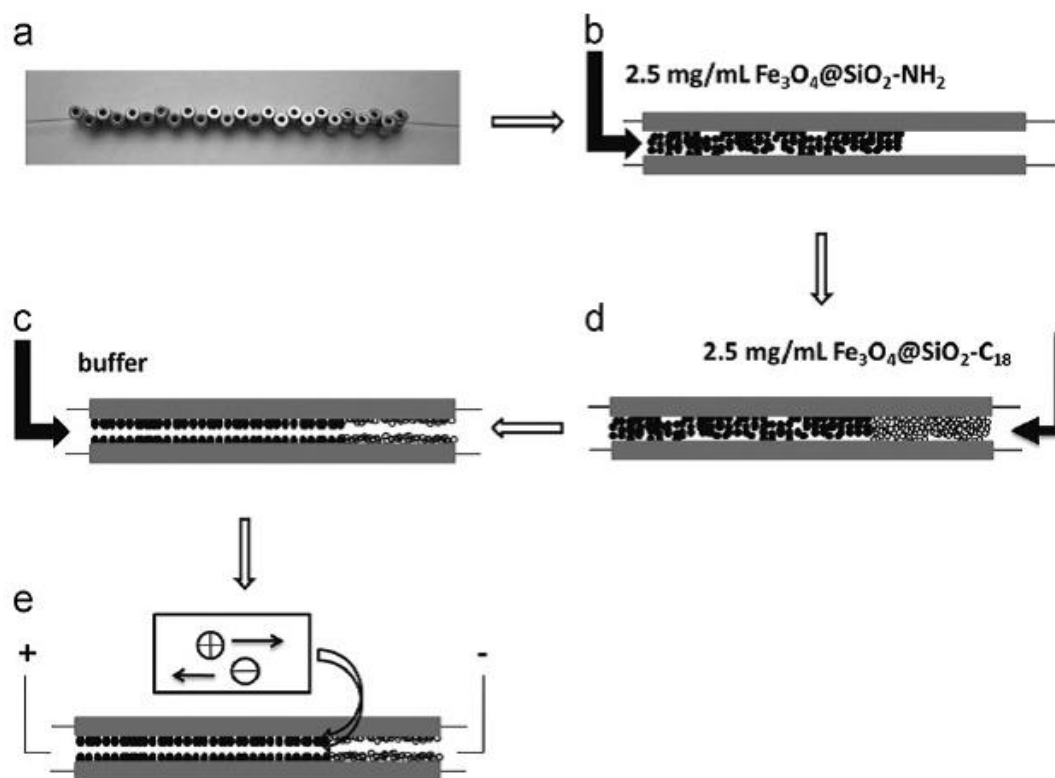 a
b
2.5 mg/mL Fe₃O₄@SiO₂-NH₂
c
buffer
d
2.5 mg/mL Fe₃O₄@SiO₂-C₁₈
e
+
-
+
−